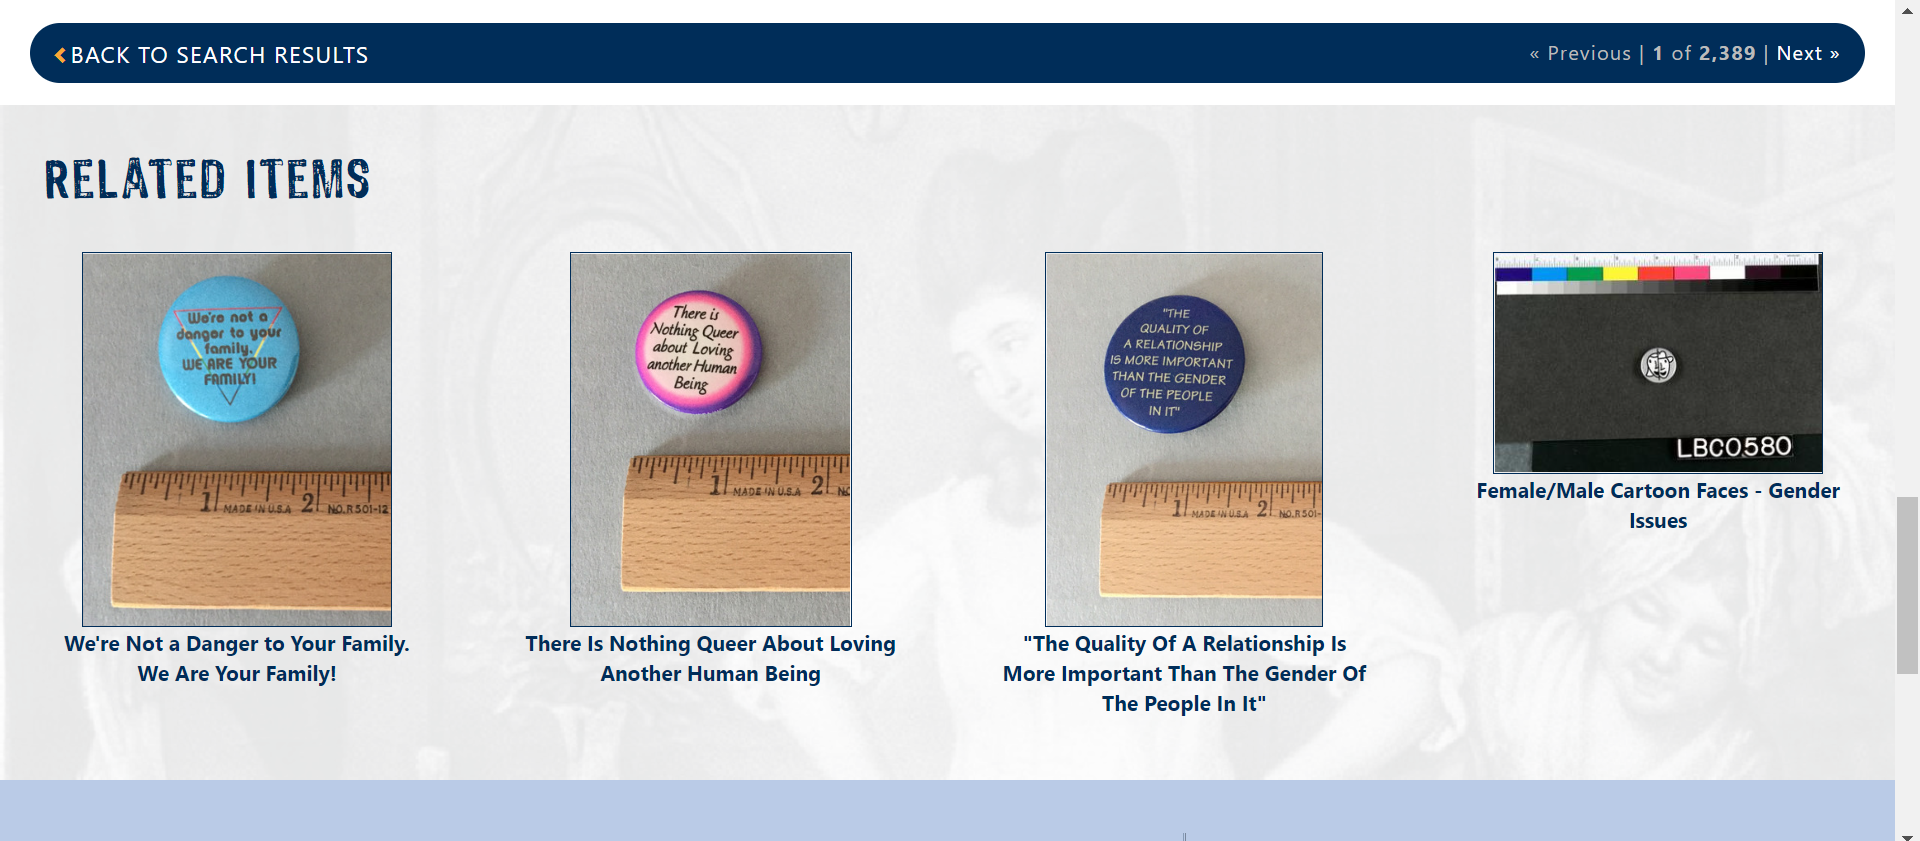 BACK TO SEARCH RESULTS
« Previous | 1 of 2,389 | Next »
RELATED ITEMS
We're not a
danger to your
family.
WE ARE YOUR
FAMILY!
1 MADE IN U.S.A 2 NO.R501-12
We're Not a Danger to Your Family.
We Are Your Family!
There is
Nothing Queer
about Loving
another Human
Being
1 MADE IN U.S.A 2 NO
There Is Nothing Queer About Loving
Another Human Being
"THE
QUALITY OF
A RELATIONSHIP
IS MORE IMPORTANT
THAN THE GENDER
OF THE PEOPLE
IN IT"
1 MADE IN U.S.A 2 NO.R501-
"The Quality Of A Relationship Is
More Important Than The Gender Of
The People In It"
LBC0580
Female/Male Cartoon Faces - Gender
Issues